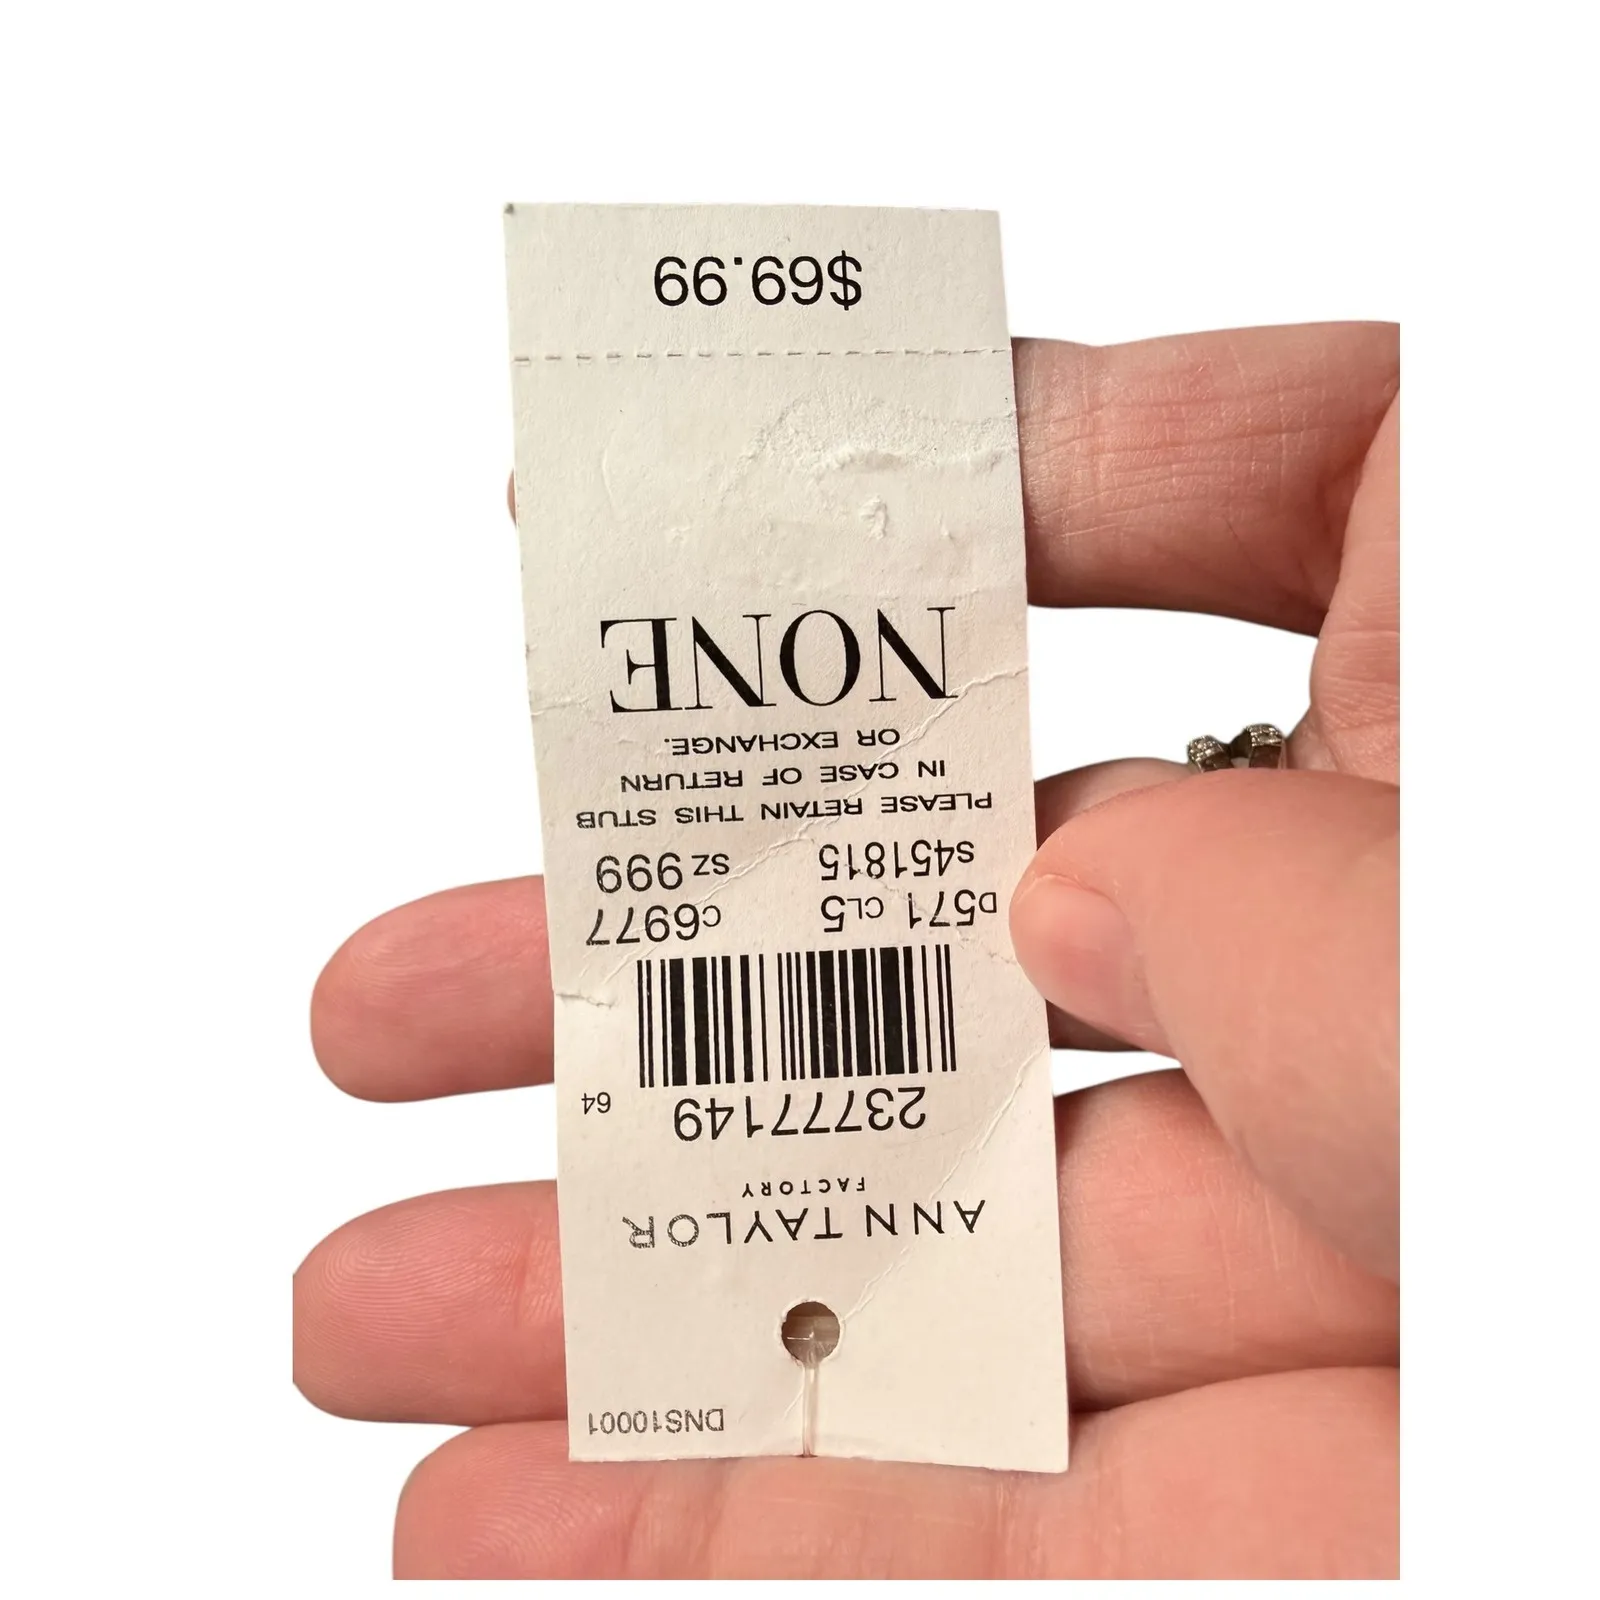 DNS10001
ANN TAYLOR
FACTORY
23777149 64
D571 CL5 C6977
S451815 SZ 999
PLEASE RETAIN THIS STUB
IN CASE OF RETURN
OR EXCHANGE.
NONE
$69.99